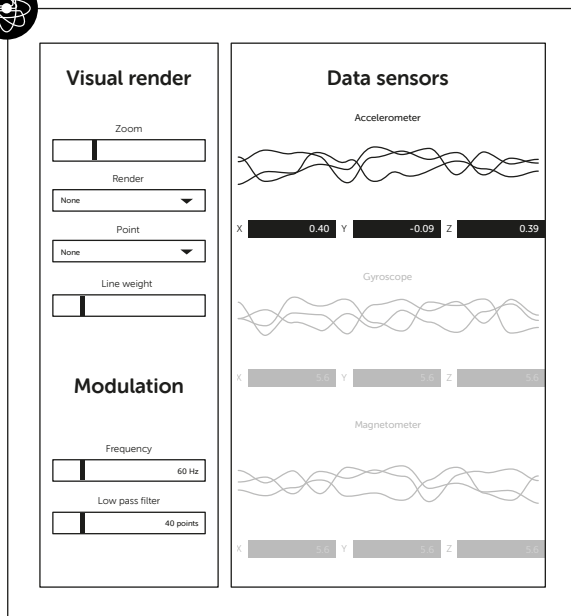 Visual render
Zoom
Render
None
Point
None
Line weight
Modulation
Frequency
60 Hz
Low pass filter
40 points
Data sensors
Accelerometer
X 0.40 Y -0.09 Z 0.39
Gyroscope
X 5.6 Y 5.6 Z 5.6
Magnetometer
X 5.6 Y 5.6 Z 5.6